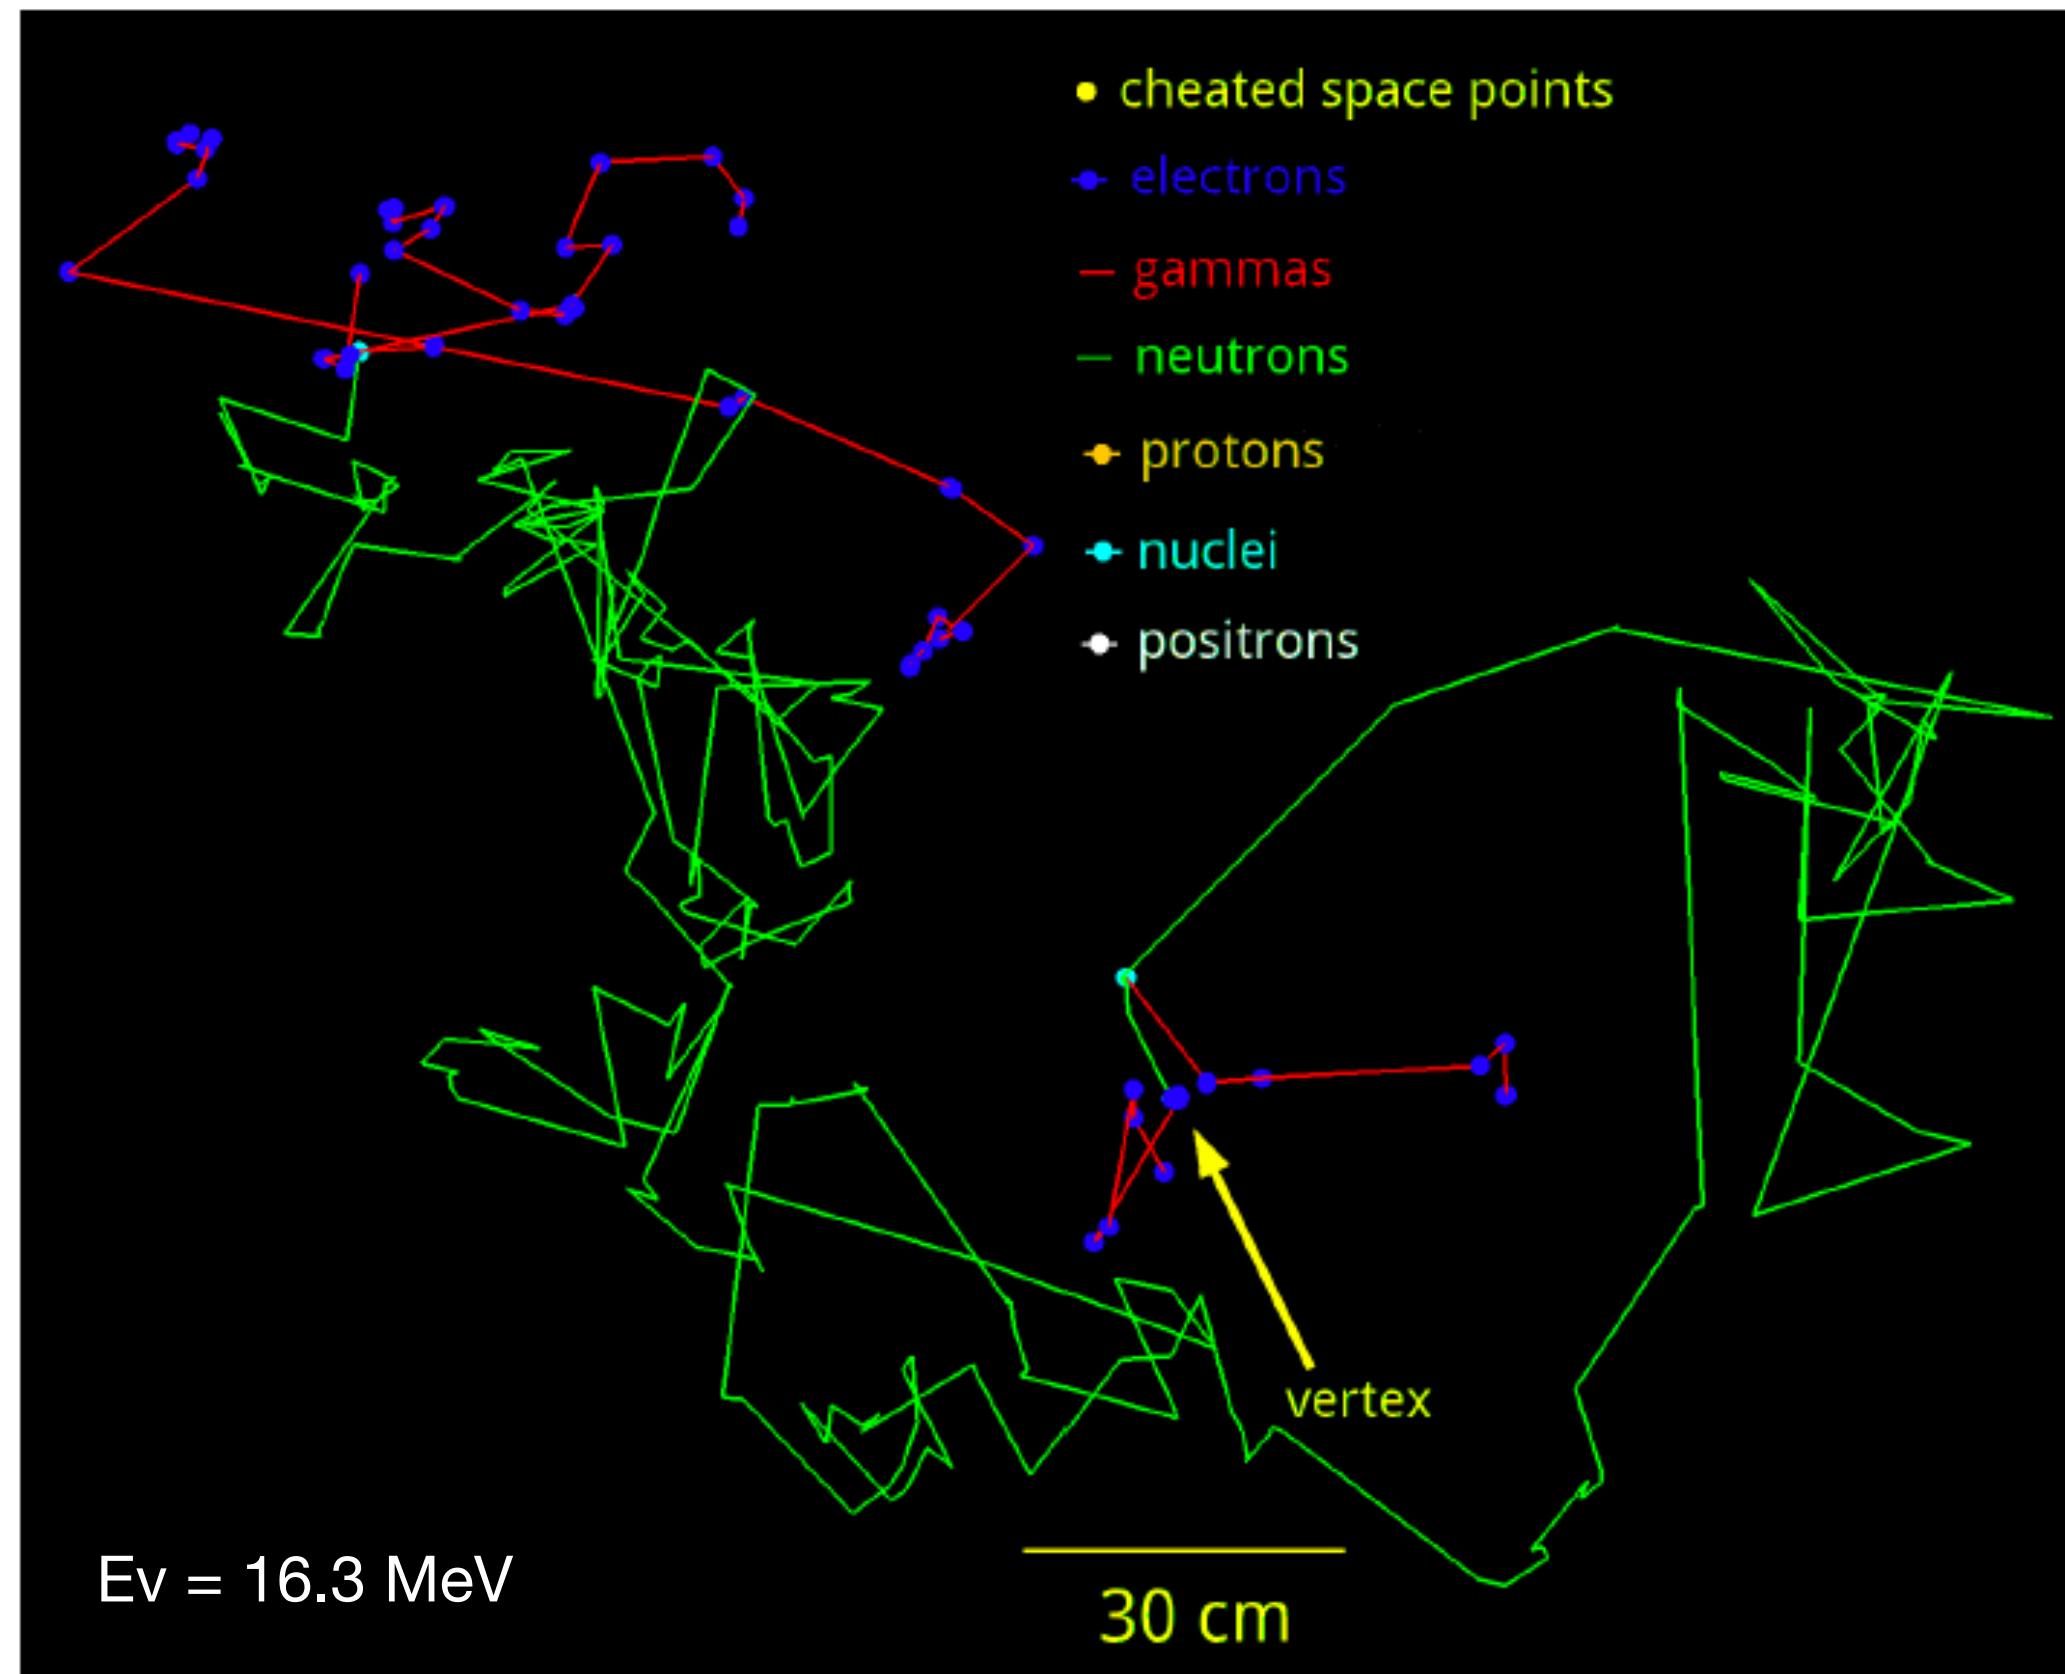 cheated space points
electrons
gammas
neutrons
protons
nuclei
positrons
vertex
Ev = 16.3 MeV
30 cm